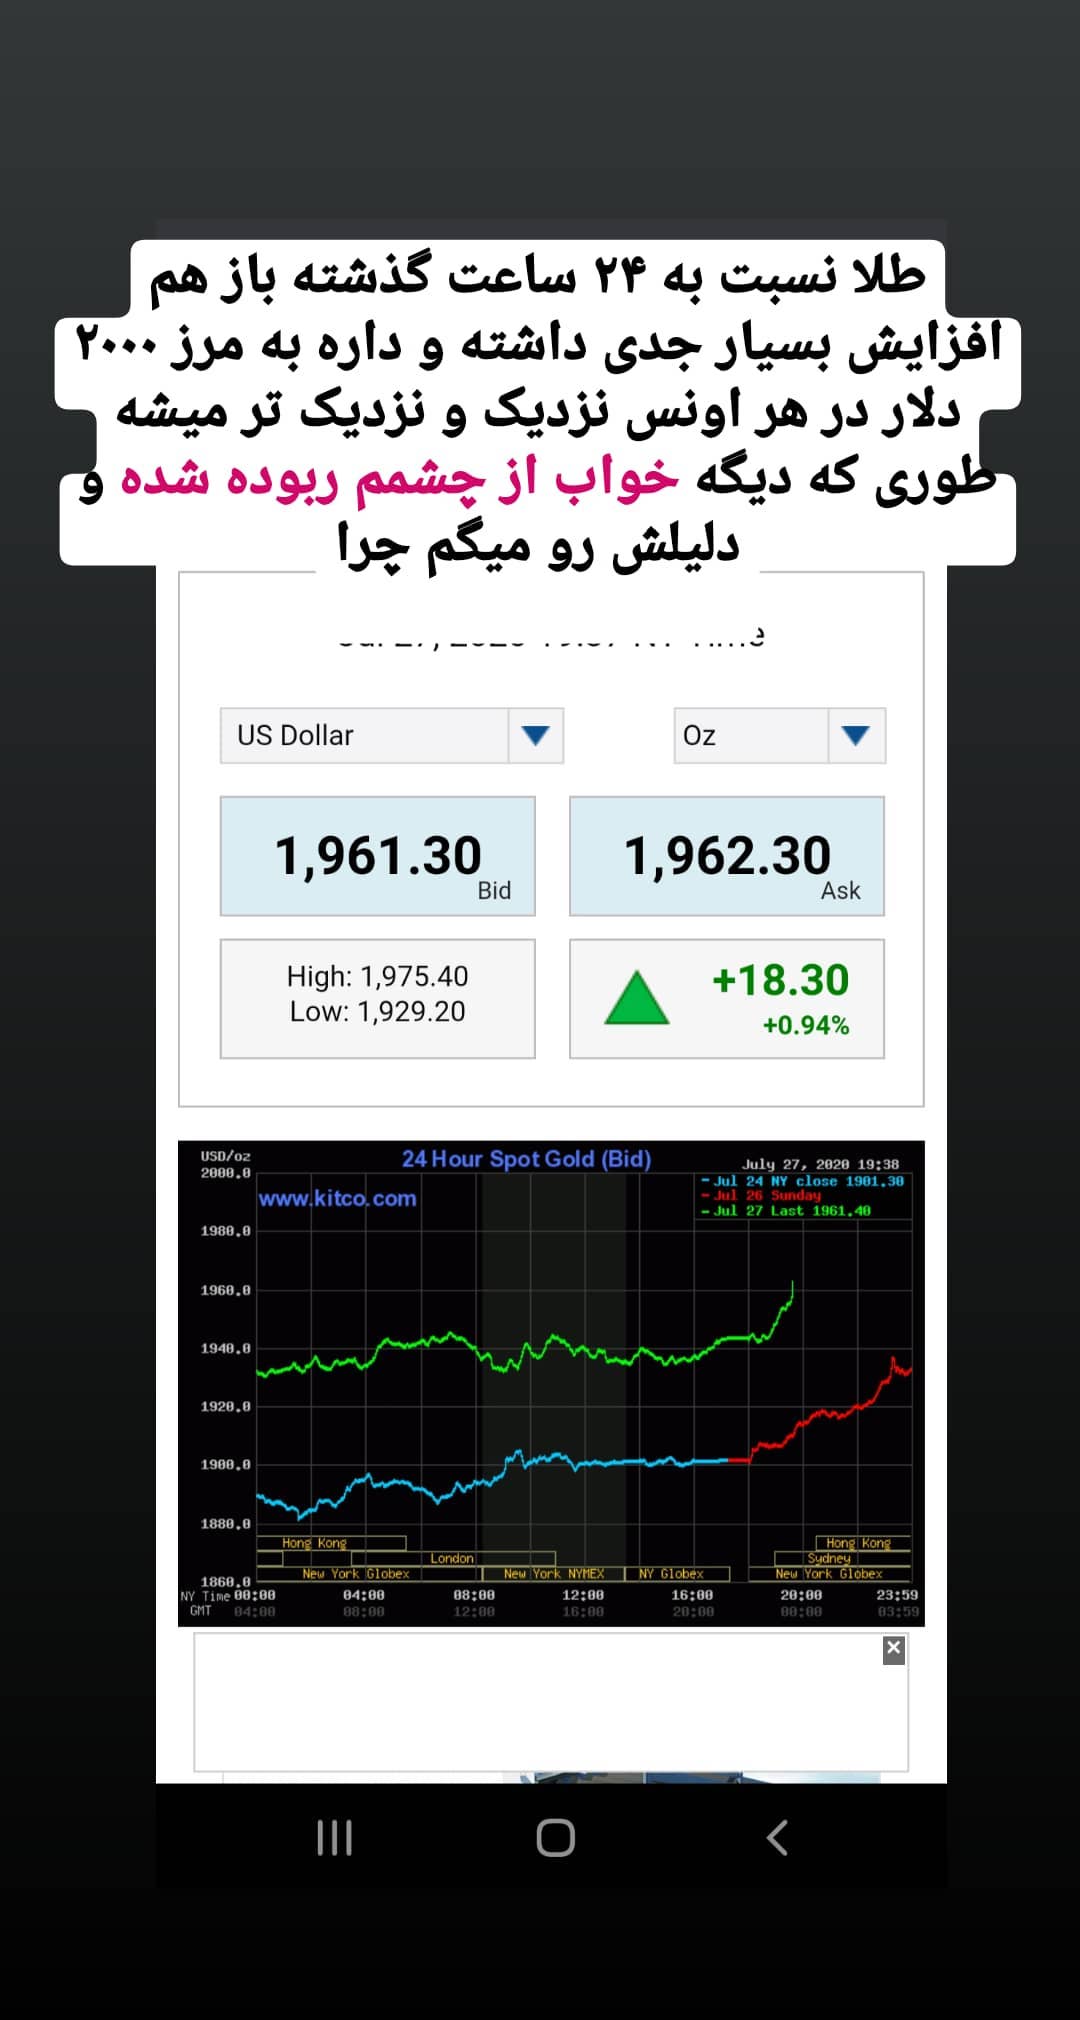 طلا نسبت به ۲۴ ساعت گذشته باز هم
افزایش بسیار جدی داشته و داره به مرز ۲۰۰۰
دلار در هر اونس نزدیک و نزدیک تر میشه
طوری که دیگه خواب از چشمم ربوده شده و
دلیلش رو میگم چرا
US Dollar Oz
1,961.30 Bid
1,962.30 Ask
High: 1,975.40
Low: 1,929.20
+18.30
+0.94%
USD/oz 24 Hour Spot Gold (Bid) July 27, 2020 19:38
www.kitco.com
Jul 24 NY close 1901.30
Jul 26 Sunday
Jul 27 Last 1961.40
2000.0
1980.0
1960.0
1940.0
1920.0
1900.0
1880.0
1860.0
Hong Kong Hong Kong
London Sydney
New York Globex New York NYMEX NY Globex New York Globex
NY Time 00:00 04:00 08:00 12:00 16:00 20:00 23:59
GMT 04:00 08:00 12:00 16:00 20:00 00:00 03:59